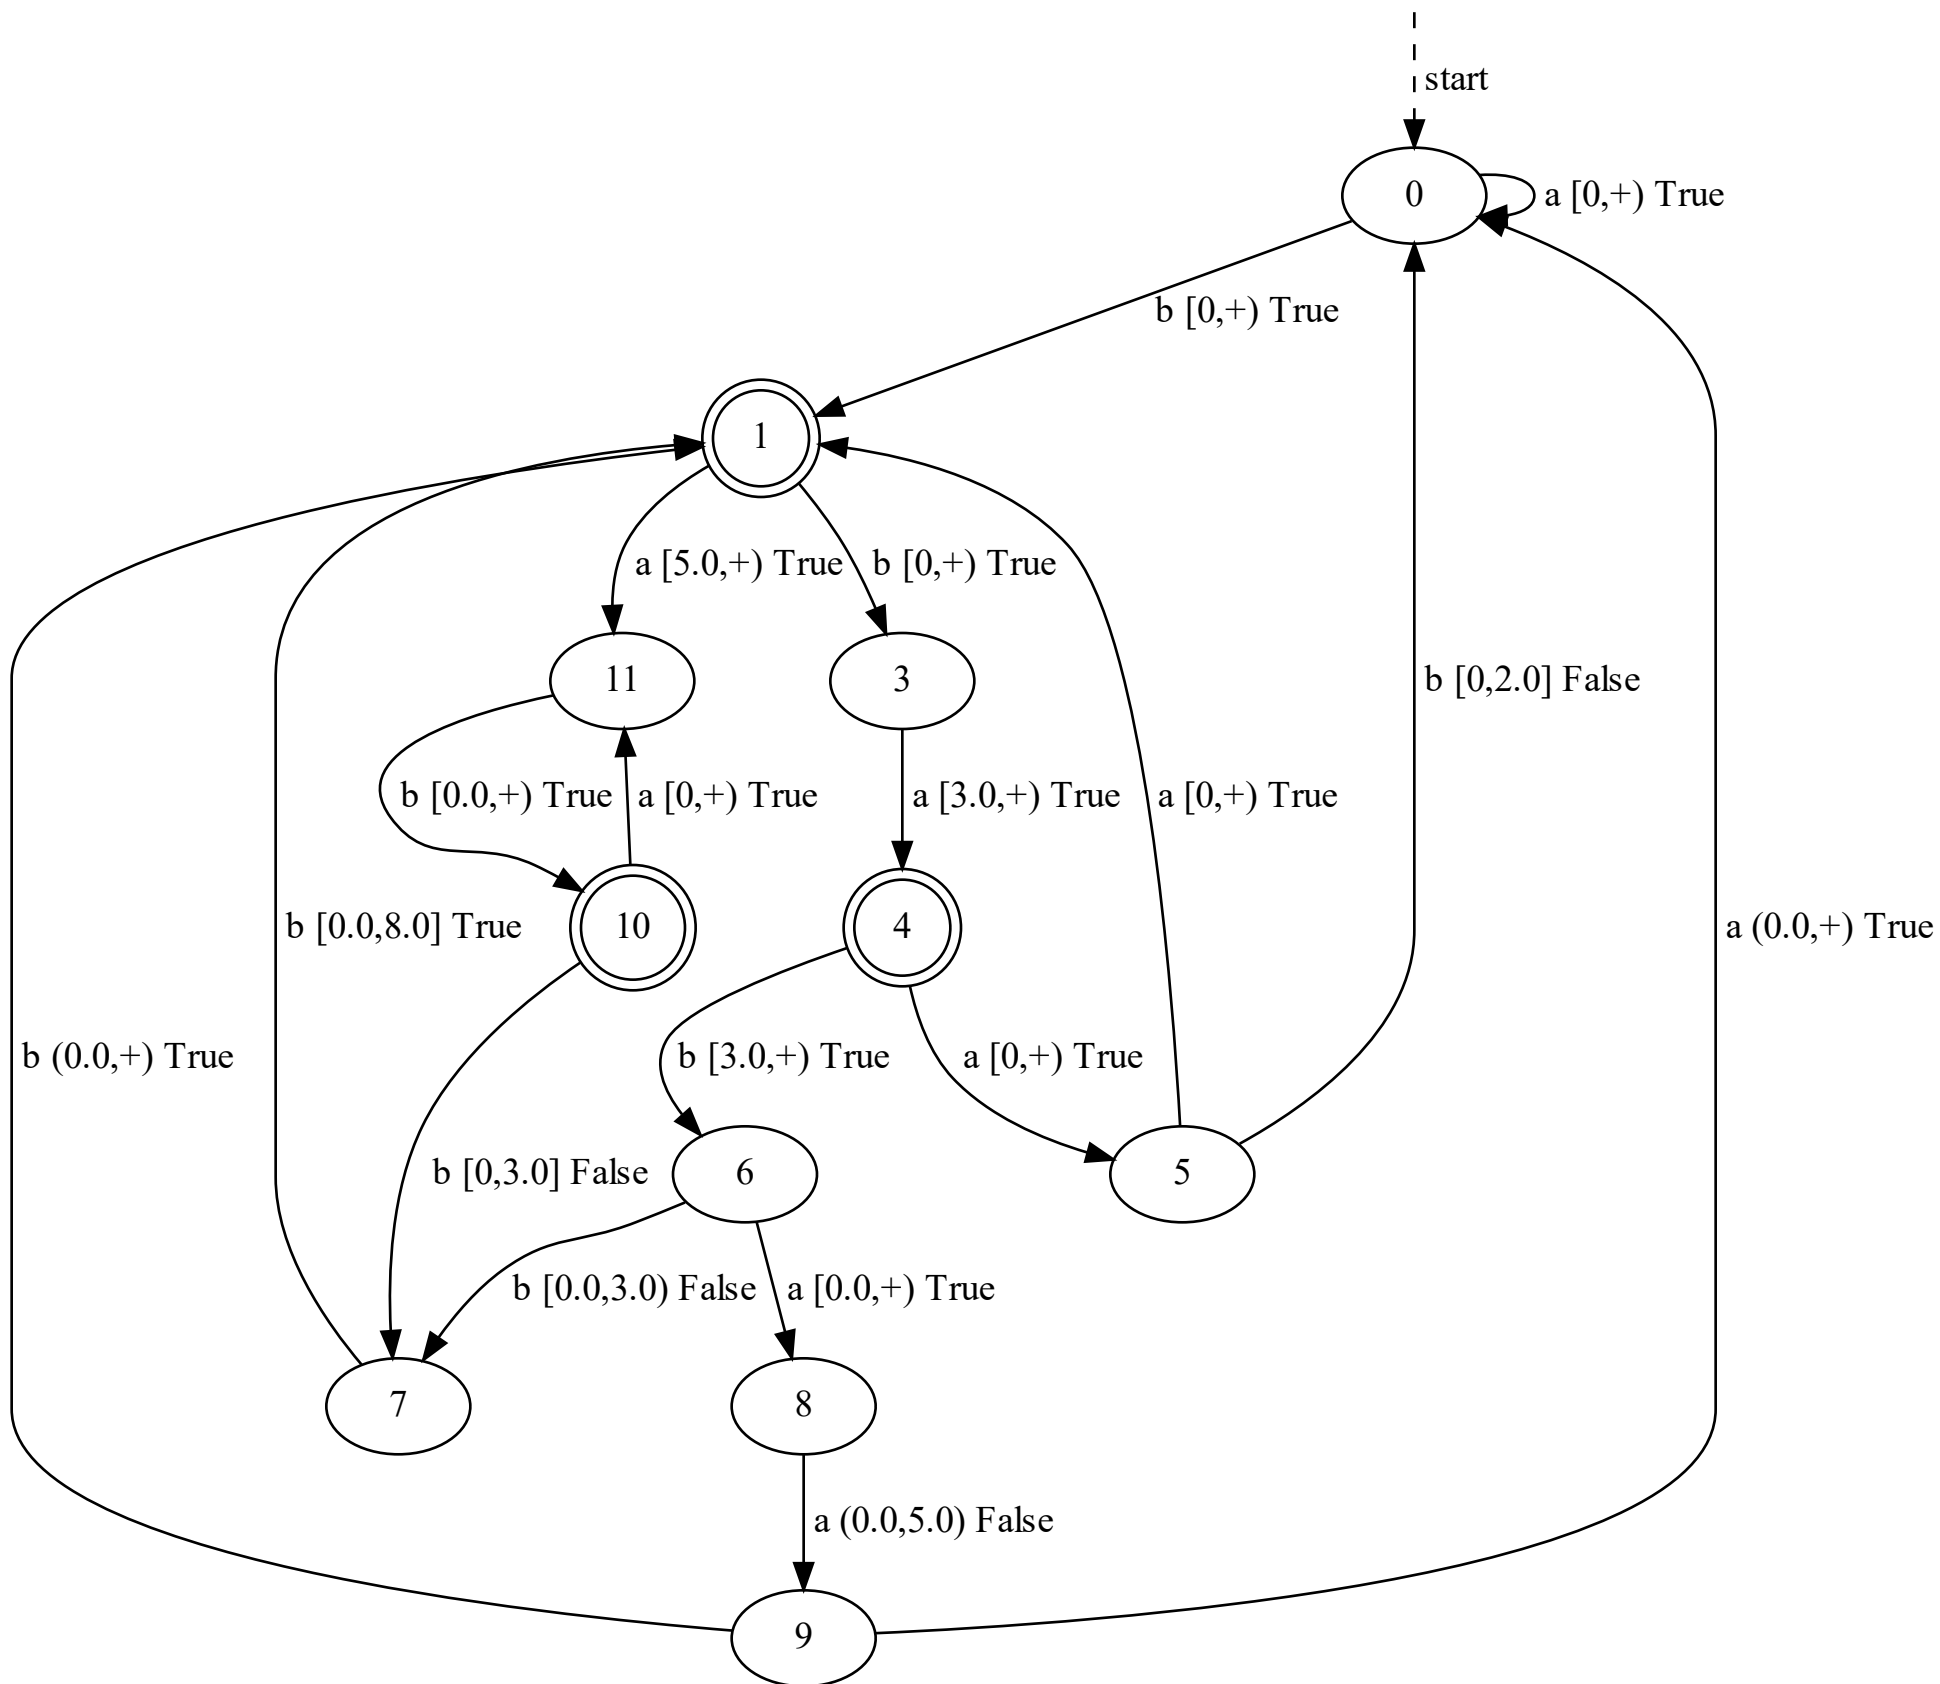 start
0
a [0,+) True
b [0,+) True
1
a [5.0,+) True
b [0,+) True
11
3
b [0,2.0] False
b [0.0,+) True
a [0,+) True
a [3.0,+) True
a [0,+) True
b [0.0,8.0] True
10
4
a (0.0,+) True
b (0.0,+) True
b [3.0,+) True
a [0,+) True
b [0,3.0] False
6
5
b [0.0,3.0) False
a [0.0,+) True
7
8
a (0.0,5.0) False
9